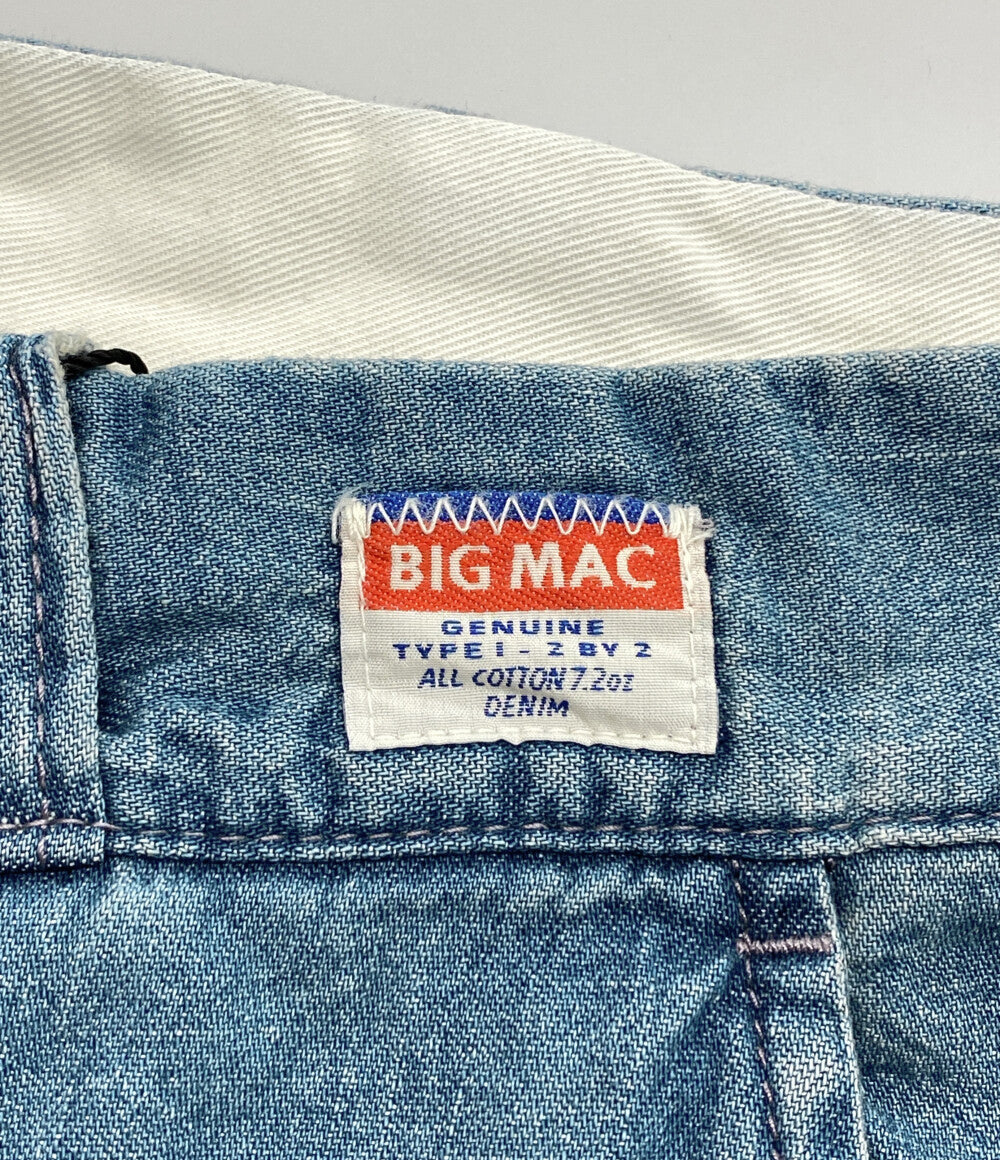 BIG MAC
GENUINE
TYPE I - 2 BY 2
ALL COTTON 7.2oz
DENIM